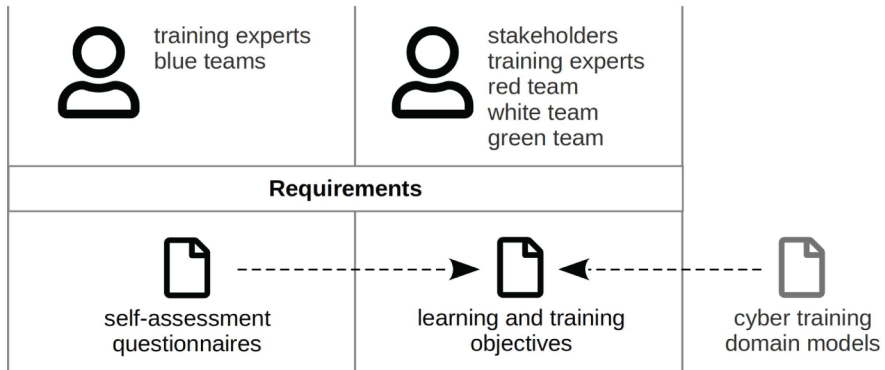 training experts
blue teams
stakeholders
training experts
red team
white team
green team
Requirements
self-assessment
questionnaires
learning and training
objectives
cyber training
domain models